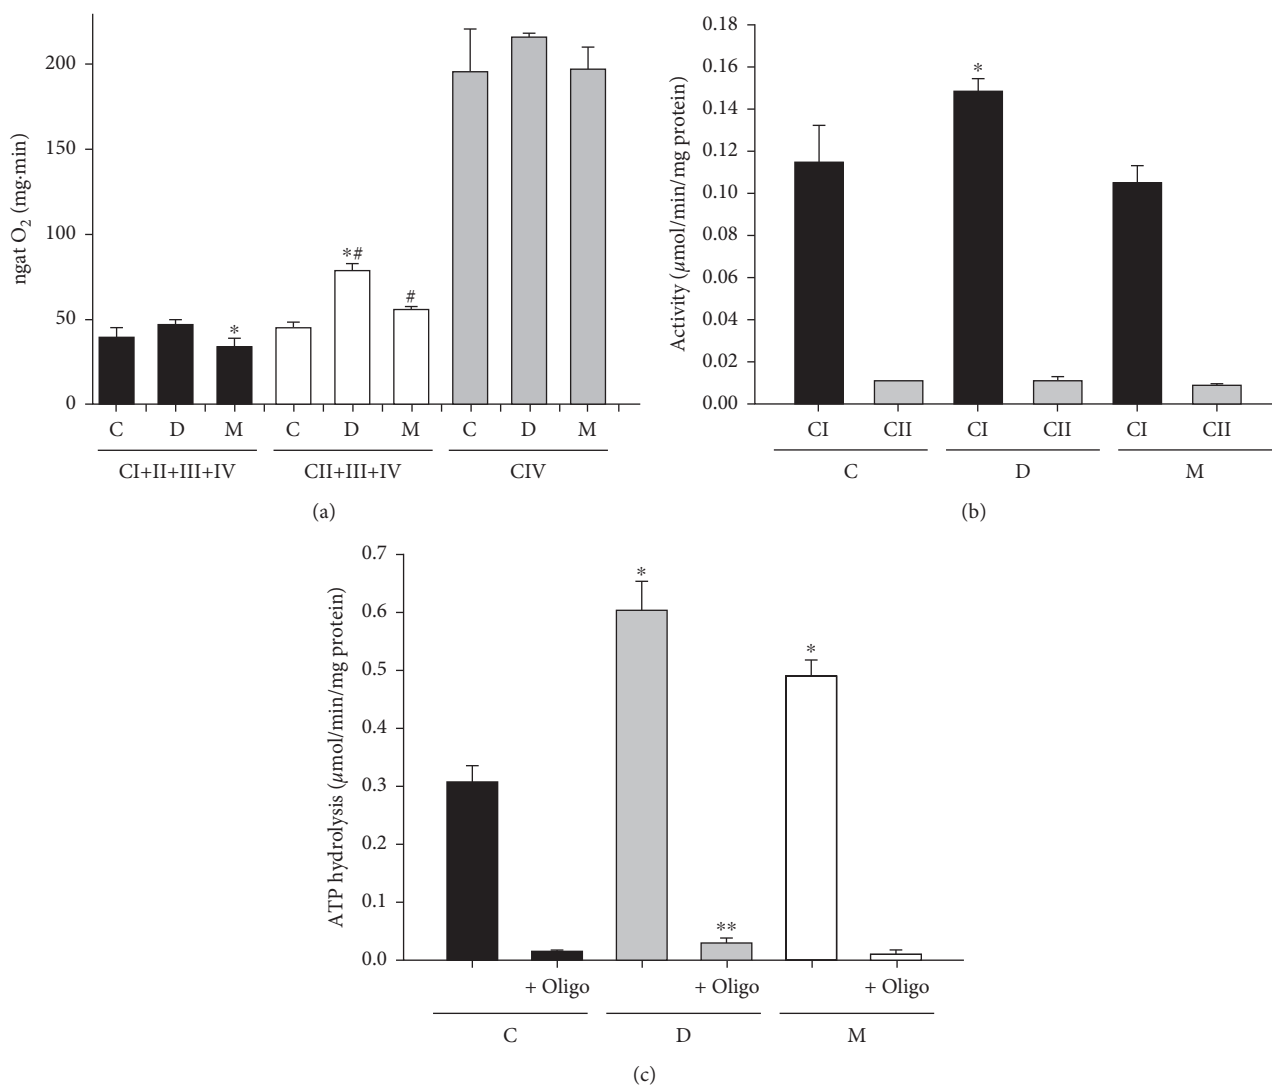 ngat O2 (mg·min)
200
150
100
50
0
*
*#
#
C D M C D M C D M
CI+II+III+IV CII+III+IV CIV
(a)
Activity (µmol/min/mg protein)
0.18
0.16
0.14
0.12
0.10
0.08
0.06
0.04
0.02
0.00
*
CI CII CI CII CI CII
C D M
(b)
ATP hydrolysis (µmol/min/mg protein)
0.7
0.6
0.5
0.4
0.3
0.2
0.1
0.0
*
**
*
+ Oligo + Oligo + Oligo
C D M
(c)